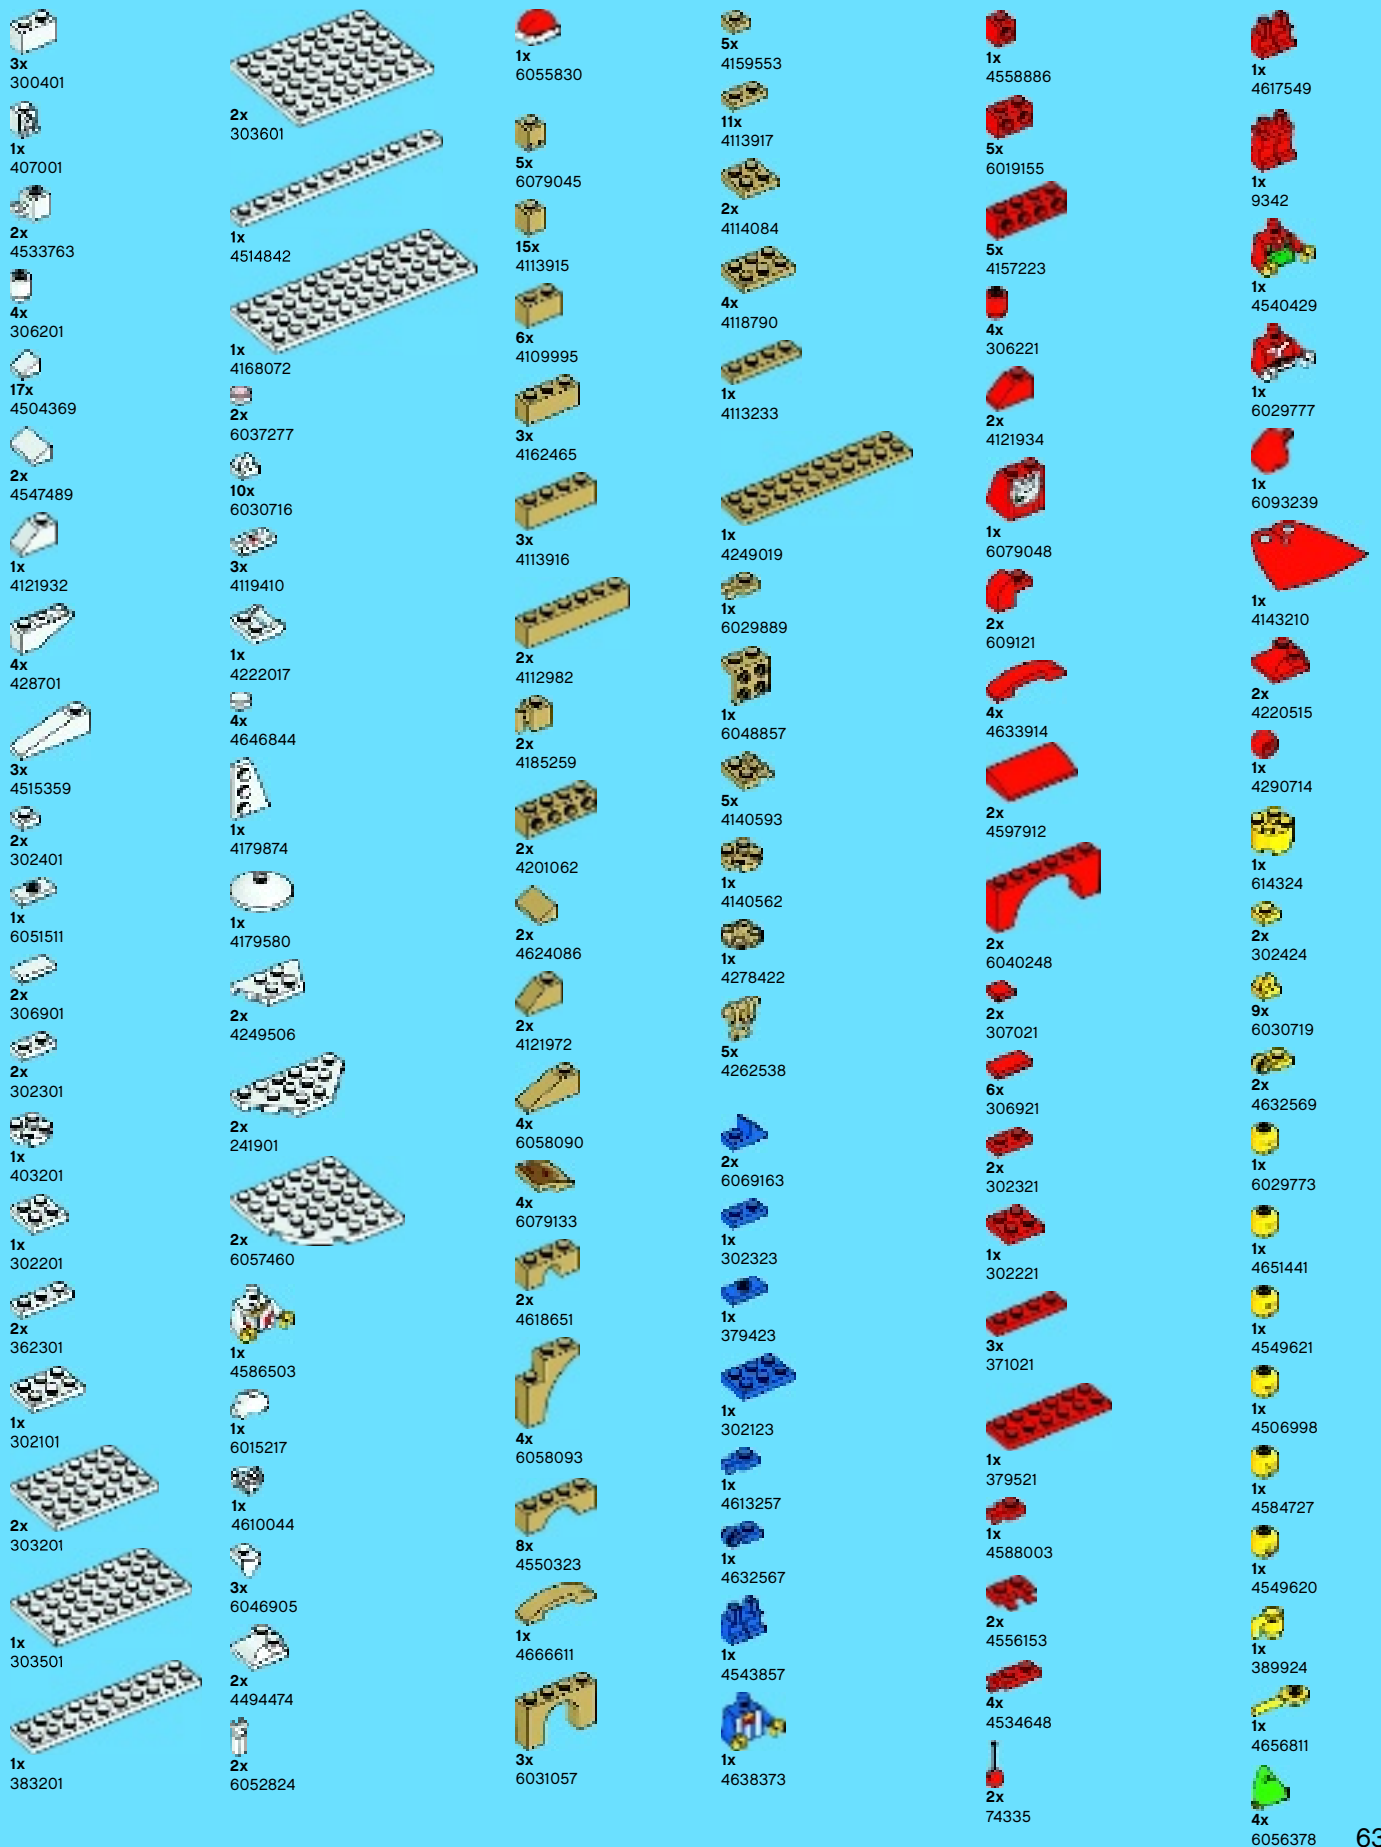 3x
300401
1x
407001
2x
4533763
4x
306201
17x
4504369
2x
4547489
1x
4121932
4x
428701
3x
4515359
2x
302401
1x
6051511
2x
306901
2x
302301
1x
403201
1x
302201
2x
362301
1x
302101
2x
303201
1x
303501
1x
383201
2x
303601
1x
4514842
1x
4168072
2x
6037277
10x
6030716
3x
4119410
1x
4222017
4x
4646844
1x
4179874
1x
4179580
2x
4249506
2x
241901
2x
6057460
1x
4586503
1x
6015217
1x
4610044
3x
6046905
2x
4494474
2x
6052824
1x
6055830
5x
6079045
15x
4113915
6x
4109995
3x
4162465
3x
4113916
2x
4112982
2x
4185259
2x
4201062
2x
4624086
2x
4121972
4x
6058090
4x
6079133
2x
4618651
4x
6058093
8x
4550323
1x
4666611
3x
6031057
5x
4159553
11x
4113917
2x
4114084
4x
4118790
1x
4113233
1x
4249019
1x
6029889
1x
6048857
5x
4140593
1x
4140562
1x
4278422
5x
4262538
2x
6069163
1x
302323
1x
379423
1x
302123
1x
4613257
1x
4632567
1x
4543857
1x
4638373
1x
4558886
5x
6019155
5x
4157223
4x
306221
2x
4121934
1x
6079048
2x
609121
4x
4633914
2x
4597912
2x
6040248
2x
307021
6x
306921
2x
302321
1x
302221
3x
371021
1x
379521
1x
4588003
2x
4556153
4x
4534648
2x
74335
1x
4617549
1x
9342
1x
4540429
1x
6029777
1x
6093239
1x
4143210
2x
4220515
1x
4290714
1x
614324
2x
302424
9x
6030719
2x
4632569
1x
6029773
1x
4651441
1x
4549621
1x
4506998
1x
4584727
1x
4549620
1x
389924
1x
4656811
4x
6056378
63